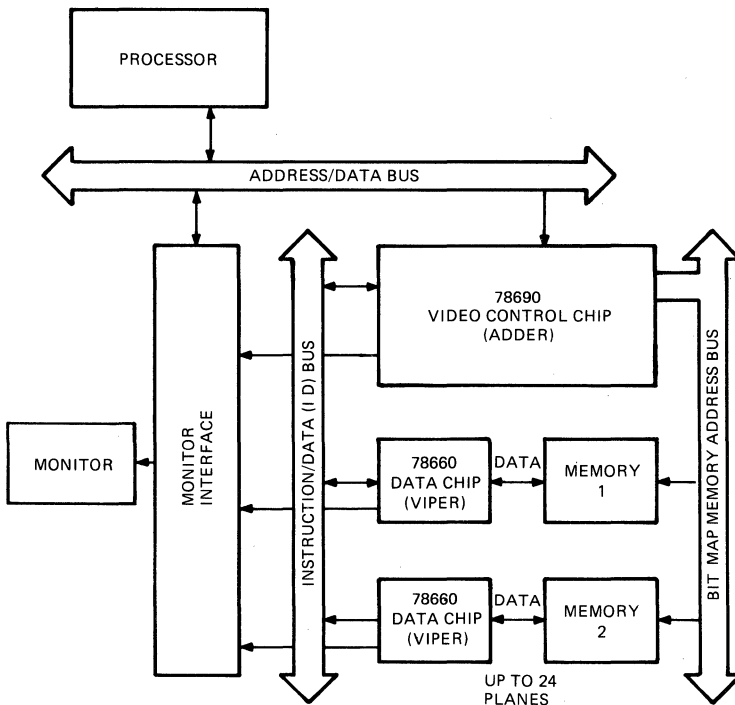 PROCESSOR
ADDRESS/DATA BUS
78690
VIDEO CONTROL CHIP
(ADDER)
MONITOR
MONITOR
INTERFACE
INSTRUCTION/DATA (I D) BUS
BIT MAP MEMORY ADDRESS BUS
78660
DATA CHIP
(VIPER)
DATA
MEMORY
1
78660
DATA CHIP
(VIPER)
DATA
MEMORY
2
UP TO 24
PLANES